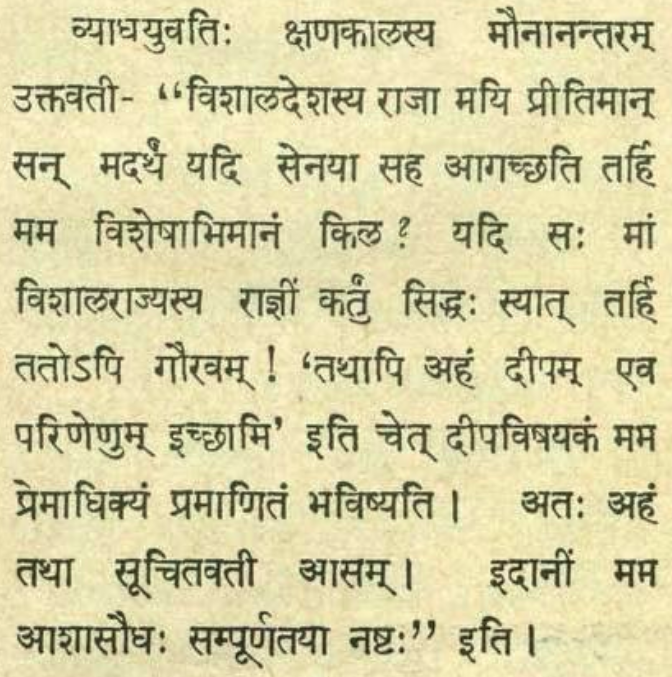 व्याधयुवतिः क्षणकालस्य मौनानन्तरम्
उक्तवती- “विशालदेशस्य राजा मयि प्रीतिमान्
सन् मदर्थं यदि सेनया सह आगच्छति तर्हि
मम विशेषाभिमानं किल ? यदि सः मां
विशालराज्यस्य राज्ञीं कर्तुं सिद्धः स्यात् तर्हि
ततोऽपि गौरवम् ! ‘तथापि अहं दीपम् एव
परिणेणुम् इच्छामि’ इति चेत् दीपविषयकं मम
प्रेमाधिक्यं प्रमाणितं भविष्यति । अतः अहं
तथा सूचितवती आसम् । इदानीं मम
आशासौधः सम्पूर्णतया नष्टः” इति ।